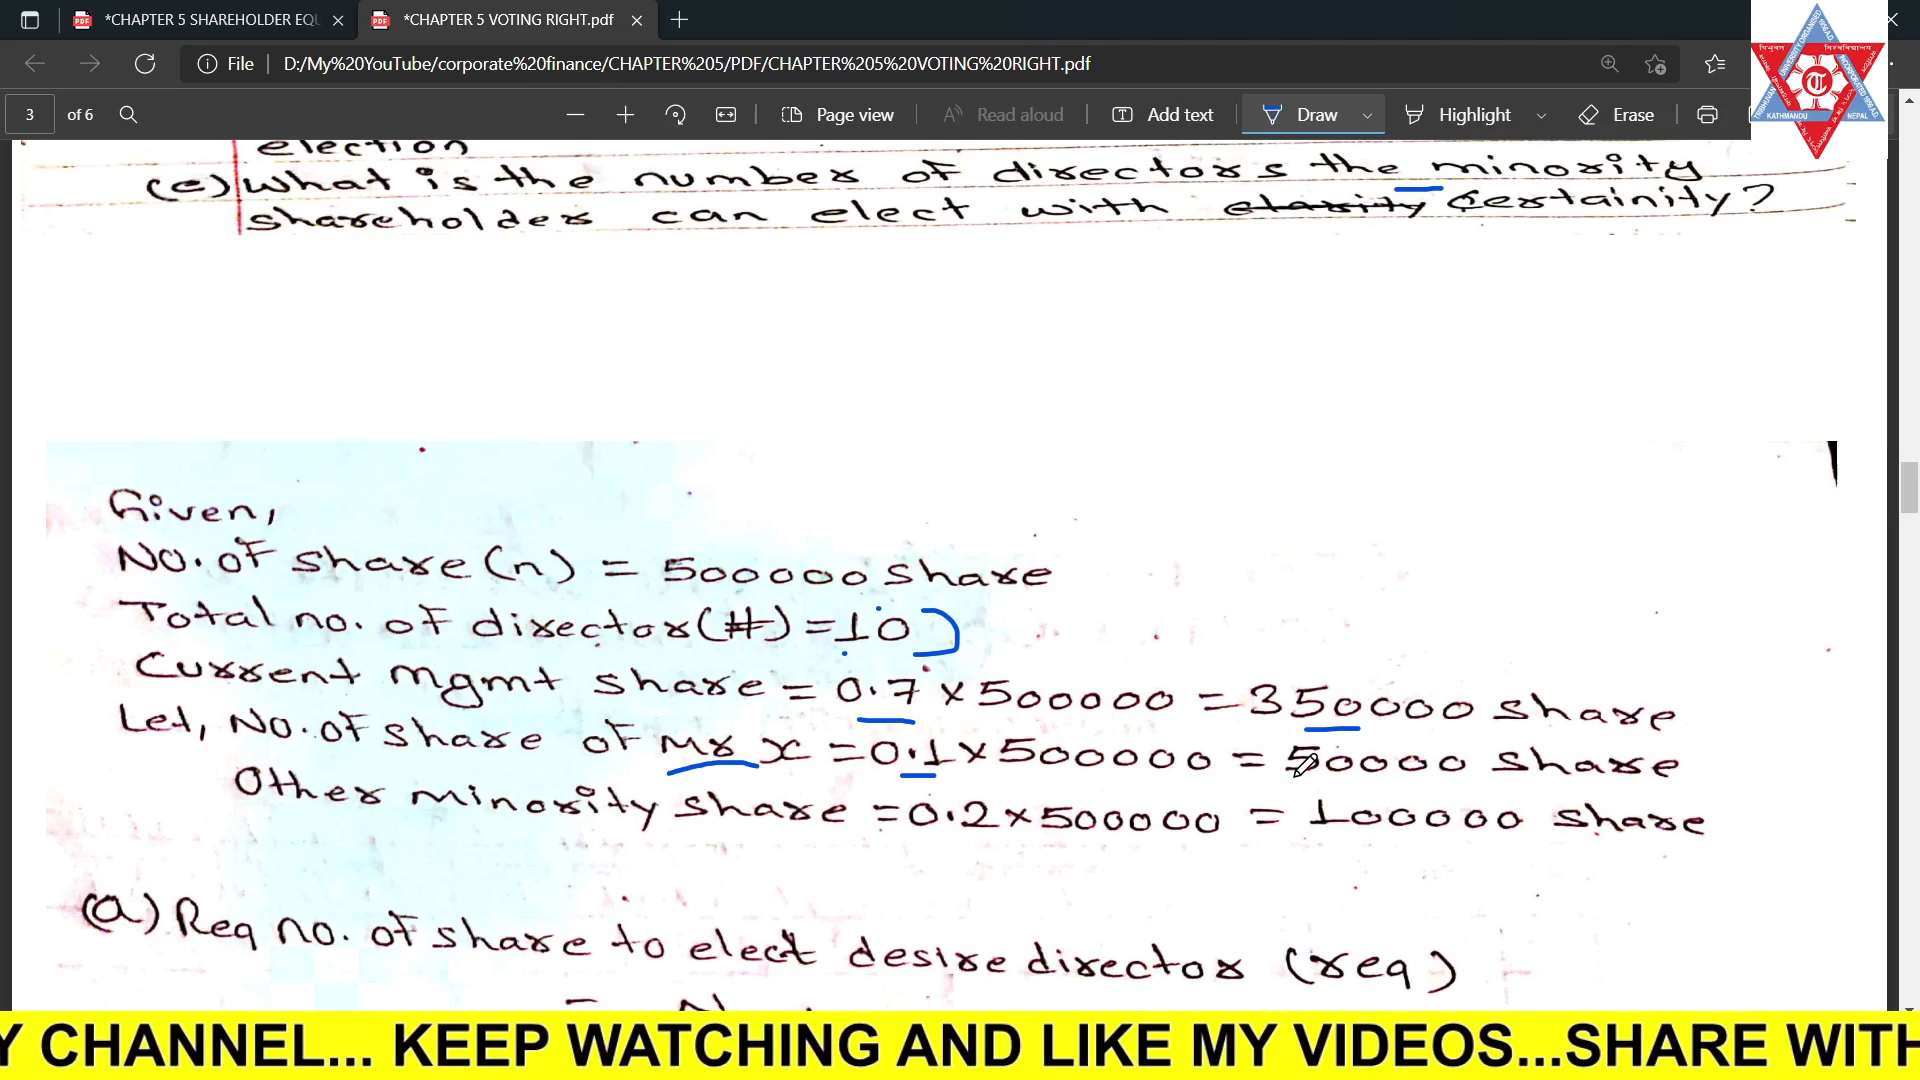 *CHAPTER 5 SHAREHOLDER EQU
*CHAPTER 5 VOTING RIGHT.pdf
File D:/My%20YouTube/corporate%20finance/CHAPTER%205/PDF/CHAPTER%205%20VOTING%20RIGHT.pdf
3 of 6 Page view Read aloud Add text Draw Highlight Erase
election
(c) What is the number of directors the minority
shareholder can elect with certainity?
Given,
No. of share (n) = 500000 share
Total no. of director (#) = 10
Current mgmt share = 0.7 × 500000 = 350000 share
Let, No. of share of Mr x = 0.1 × 500000 = 50000 share
Other minority share = 0.2 × 500000 = 100000 share
(a) Req no. of share to elect desire director (req)
Y CHANNEL... KEEP WATCHING AND LIKE MY VIDEOS...SHARE WITH
KATHMANDU NEPAL